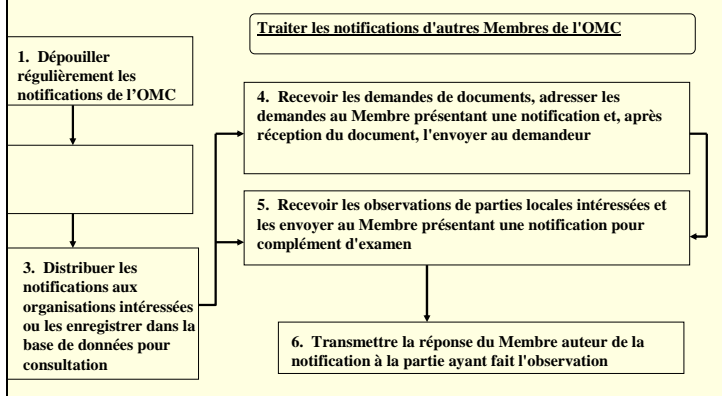 Traiter les notifications d'autres Membres de l'OMC
1. Dépouiller
régulièrement les
notifications de l'OMC
3. Distribuer les
notifications aux
organisations intéressées
ou les enregistrer dans la
base de données pour
consultation
4. Recevoir les demandes de documents, adresser les
demandes au Membre présentant une notification et, après
réception du document, l'envoyer au demandeur
5. Recevoir les observations de parties locales intéressées et
les envoyer au Membre présentant une notification pour
complément d'examen
6. Transmettre la réponse du Membre auteur de la
notification à la partie ayant fait l'observation